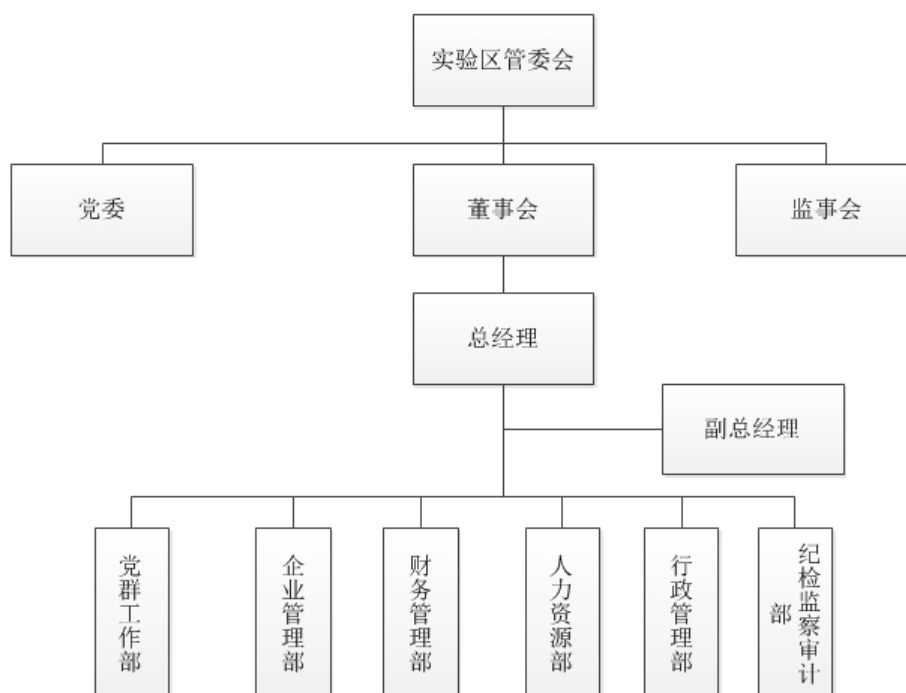 实验区管委会
党委
董事会
监事会
总经理
副总经理
党群工作部
企业管理部
财务管理部
人力资源部
行政管理部
纪检监察审计
部